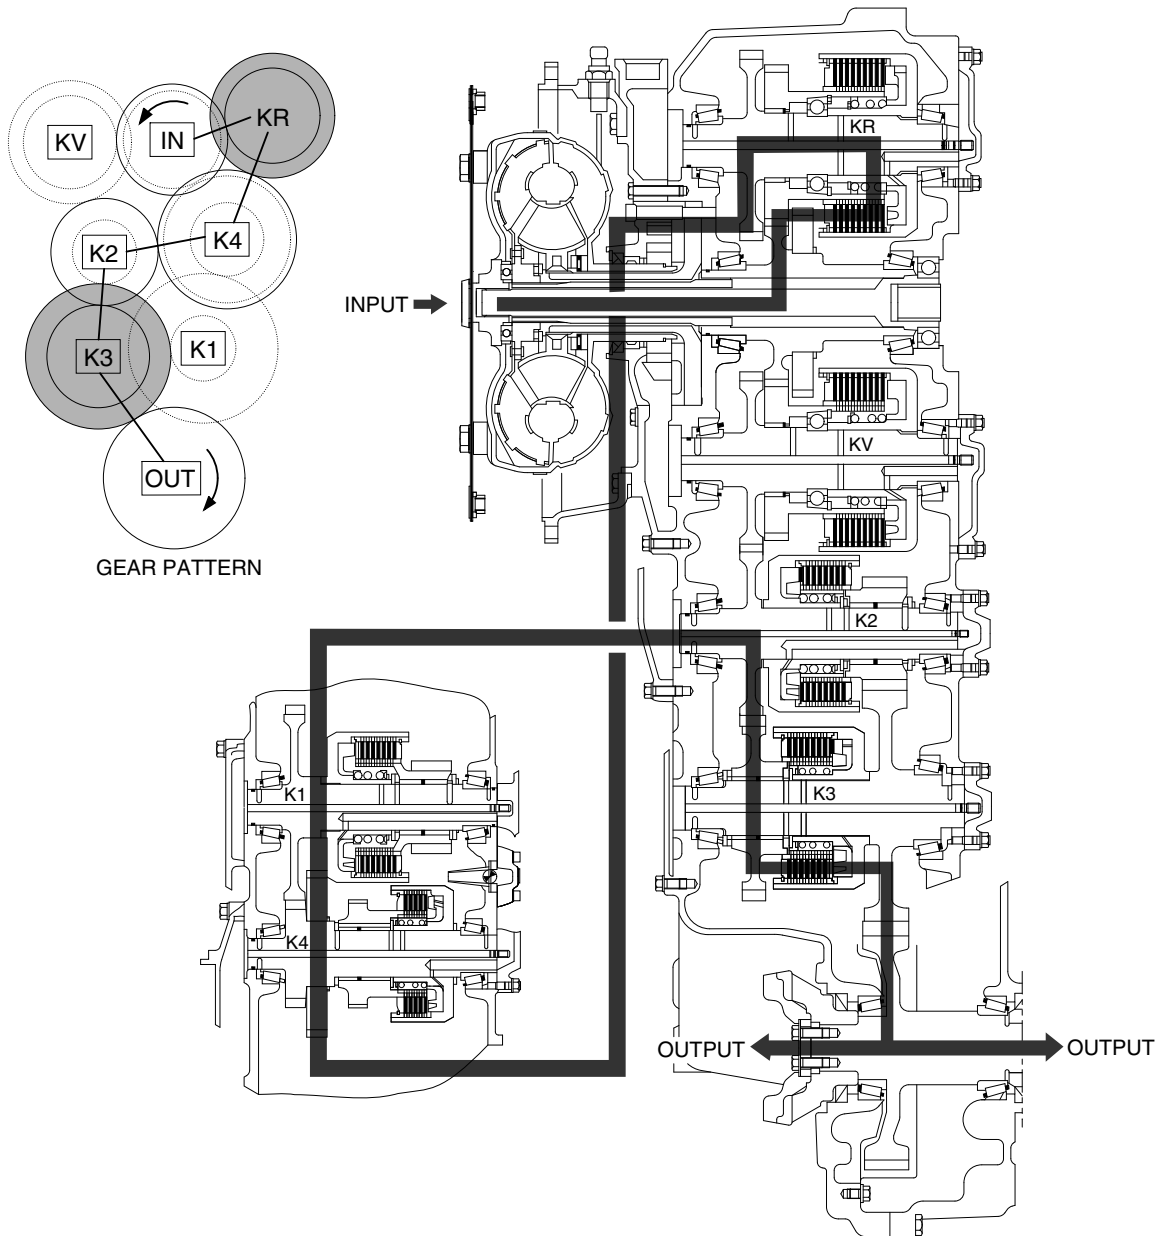 KV
IN
KR
K2
K4
K3
K1
OUT
GEAR PATTERN
INPUT
KR
KV
K2
K3
K1
K4
OUTPUT
OUTPUT